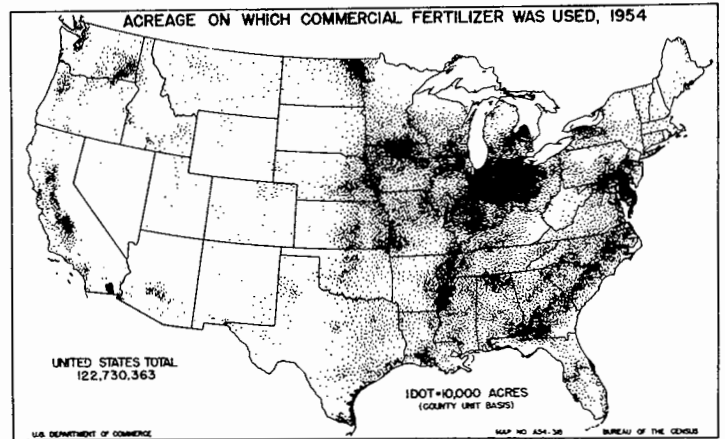 ACREAGE ON WHICH COMMERCIAL FERTILIZER WAS USED, 1954
UNITED STATES TOTAL
122,730,363
1 DOT=10,000 ACRES
(COUNTY UNIT BASIS)
U.S. DEPARTMENT OF COMMERCE
MAP NO. A54-318
BUREAU OF THE CENSUS